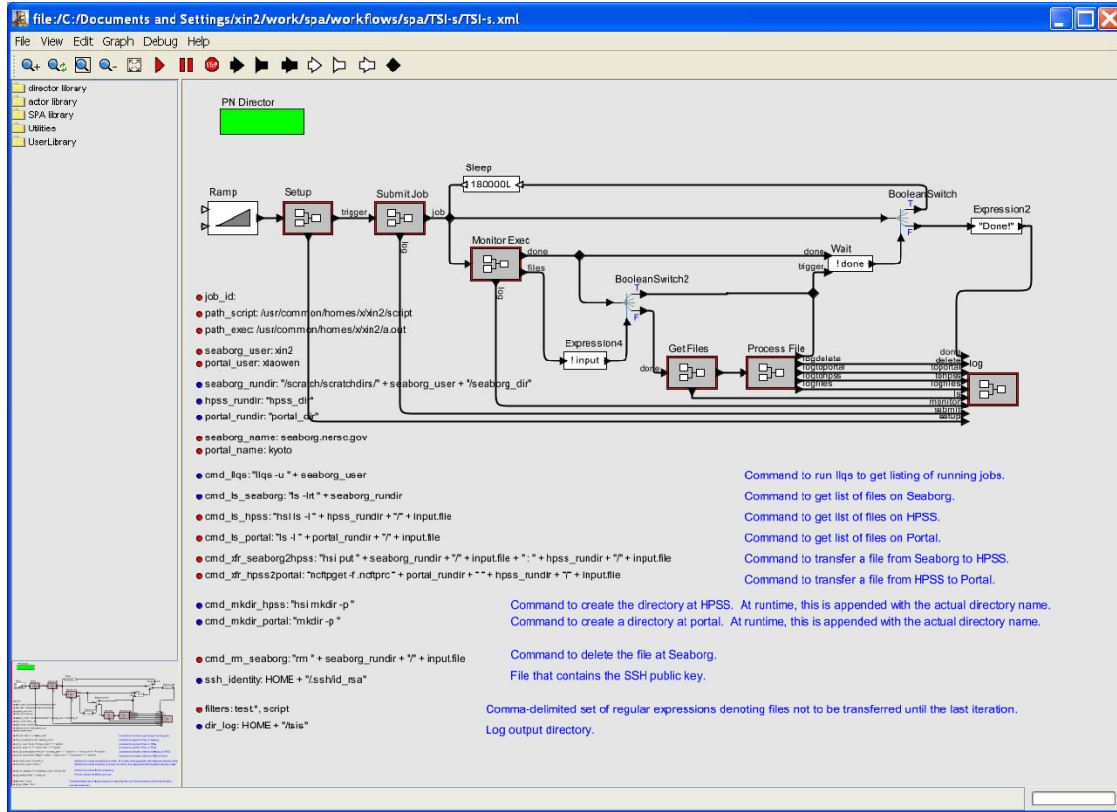 file:/C:/Documents and Settings/xin2/work/spa/workflows/spa/TSI-s/TSI-s.xml
File View Edit Graph Debug Help
STOP
director library
actor library
SPA library
Utilities
UserLibrary
PN Director
Sleep
180000L
Ramp
Setup
trigger
SubmitJob
job
log
BooleanSwitch
T
F
Expression2
"Done!"
Monitor Exec
done
files
log
Wait
done
trigger
! done
BooleanSwitch2
T
F
Expression4
! input
GetFiles
done
Process File
logdelete
logtoportal
logtohpss
logfiles
done
delete
toportal
tohpss
logfiles
ls
monitor
submit
setup
log
job_id:
path_script: /usr/common/homes/x/xin2/script
path_exec: /usr/common/homes/x/xin2/a.out
seaborg_user: xin2
portal_user: xiaowen
seaborg_rundir: "/scratch/scratchdirs/" + seaborg_user + "/seaborg_dir"
hpss_rundir: "hpss_dir"
portal_rundir: "portal_dir"
seaborg_name: seaborg.nersc.gov
portal_name: kyoto
cmd_llqs: "llqs -u " + seaborg_user
Command to run llqs to get listing of running jobs.
cmd_ls_seaborg: "ls -lrt " + seaborg_rundir
Command to get list of files on Seaborg.
cmd_ls_hpss: "hsi ls -l " + hpss_rundir + "/" + input.file
Command to get list of files on HPSS.
cmd_ls_portal: "ls -l " + portal_rundir + "/" + input.file
Command to get list of files on Portal.
cmd_xfr_seaborg2hpss: "hsi put " + seaborg_rundir + "/" + input.file + " : " + hpss_rundir + "/" + input.file
Command to transfer a file from Seaborg to HPSS.
cmd_xfr_hpss2portal: "ncftpget -f .ncftprc " + portal_rundir + " " + hpss_rundir + "/" + input.file
Command to transfer a file from HPSS to Portal.
cmd_mkdir_hpss: "hsi mkdir -p "
Command to create the directory at HPSS. At runtime, this is appended with the actual directory name.
cmd_mkdir_portal: "mkdir -p "
Command to create a directory at portal. At runtime, this is appended with the actual directory name.
cmd_rm_seaborg: "rm " + seaborg_rundir + "/" + input.file
Command to delete the file at Seaborg.
ssh_identity: HOME + "/.ssh/id_rsa"
File that contains the SSH public key.
filters: test.*, script
Comma-delimited set of regular expressions denoting files not to be transferred until the last iteration.
dir_log: HOME + "/tsis"
Log output directory.